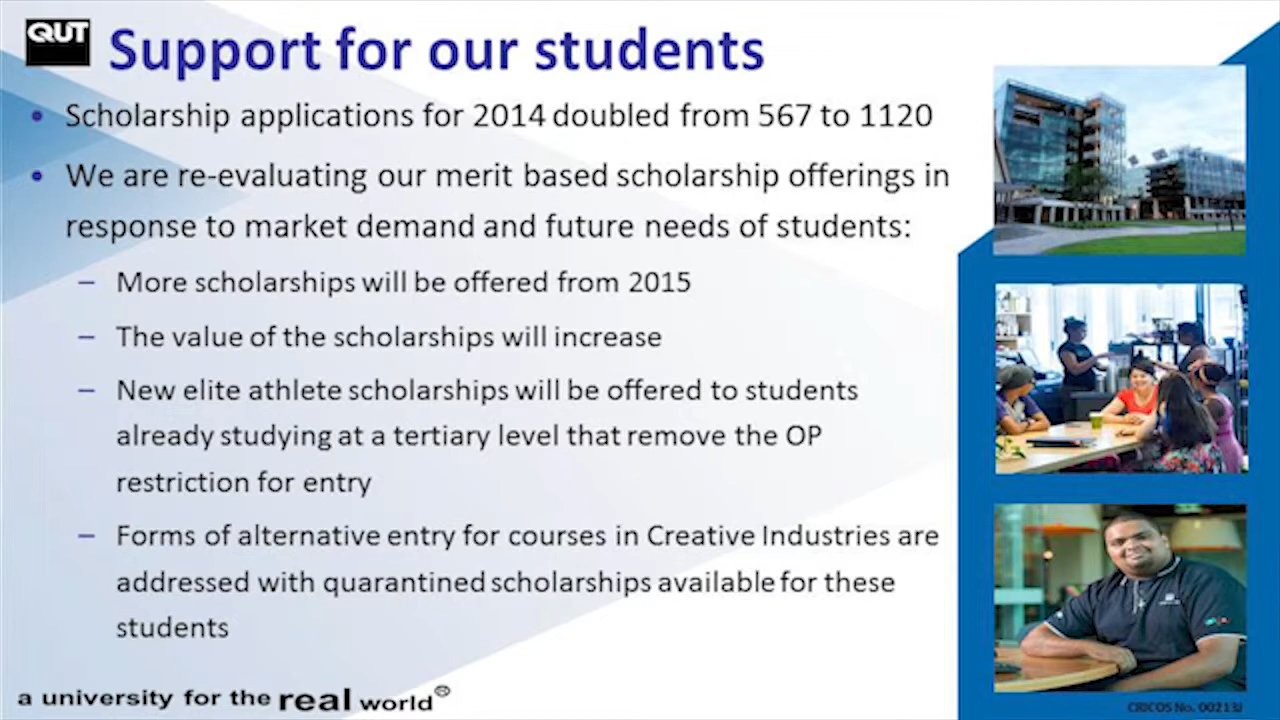 QUT
Support for our students
• Scholarship applications for 2014 doubled from 567 to 1120
• We are re-evaluating our merit based scholarship offerings in
response to market demand and future needs of students:
– More scholarships will be offered from 2015
– The value of the scholarships will increase
– New elite athlete scholarships will be offered to students
already studying at a tertiary level that remove the OP
restriction for entry
– Forms of alternative entry for courses in Creative Industries are
addressed with quarantined scholarships available for these
students
a university for the real world
CRICOS No. 00213J